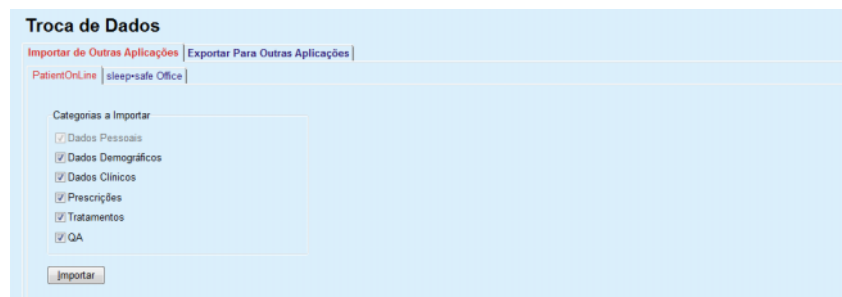 Troca de Dados
Importar de Outras Aplicações Exportar Para Outras Aplicações
PatientOnLine sleep•safe Office
Categorias a Importar
Dados Pessoais
Dados Demográficos
Dados Clínicos
Prescrições
Tratamentos
QA
Importar